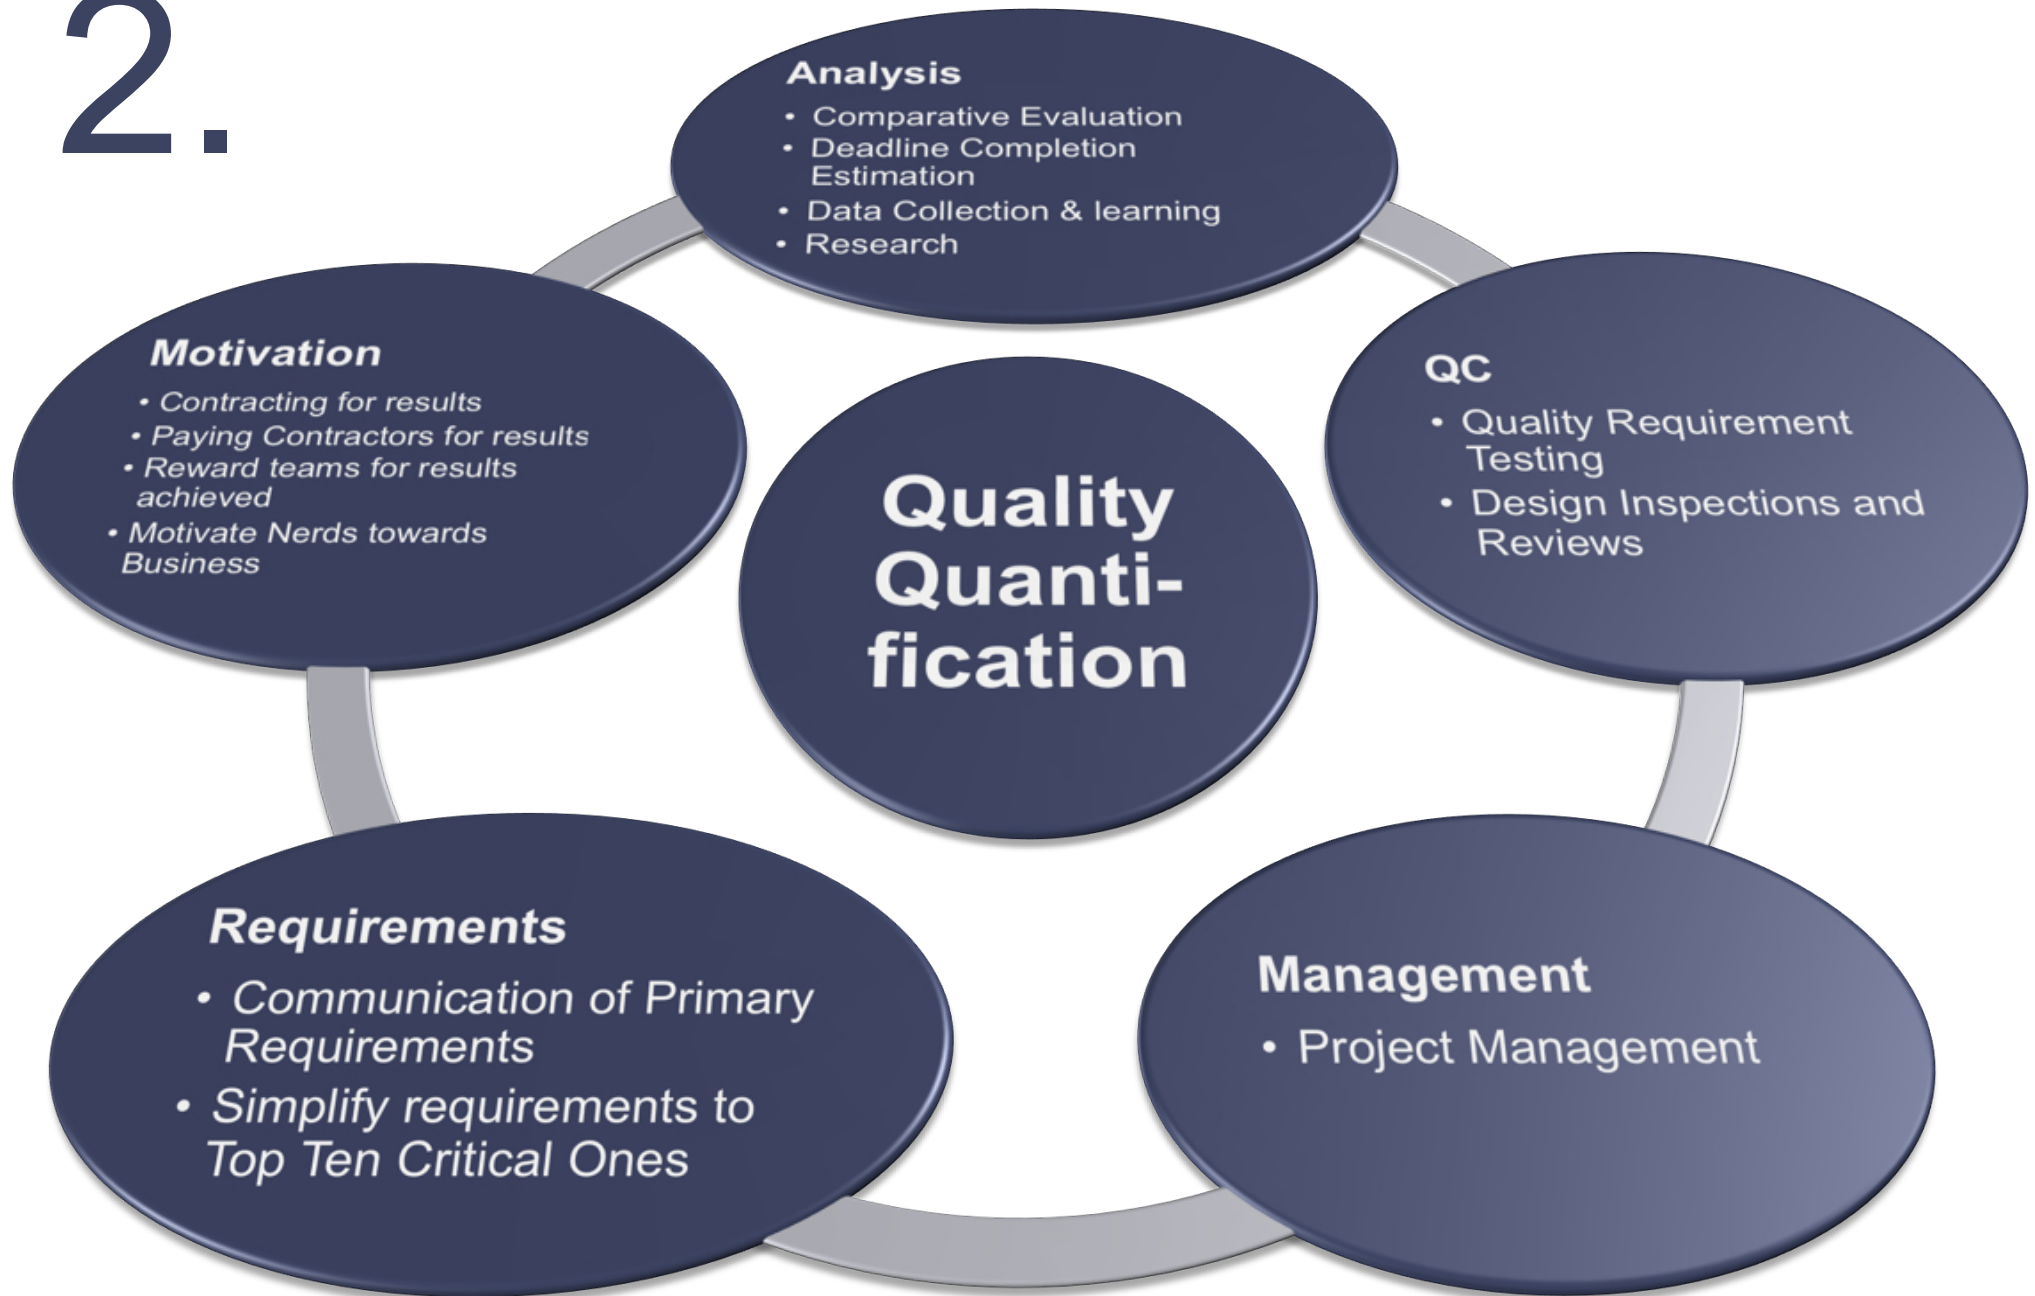 2.
Analysis
• Comparative Evaluation
• Deadline Completion
Estimation
• Data Collection & learning
• Research
QC
• Quality Requirement
Testing
• Design Inspections and
Reviews
Management
• Project Management
Requirements
• Communication of Primary
Requirements
• Simplify requirements to
Top Ten Critical Ones
Motivation
• Contracting for results
• Paying Contractors for results
• Reward teams for results
achieved
• Motivate Nerds towards
Business
Quality
Quanti-
fication